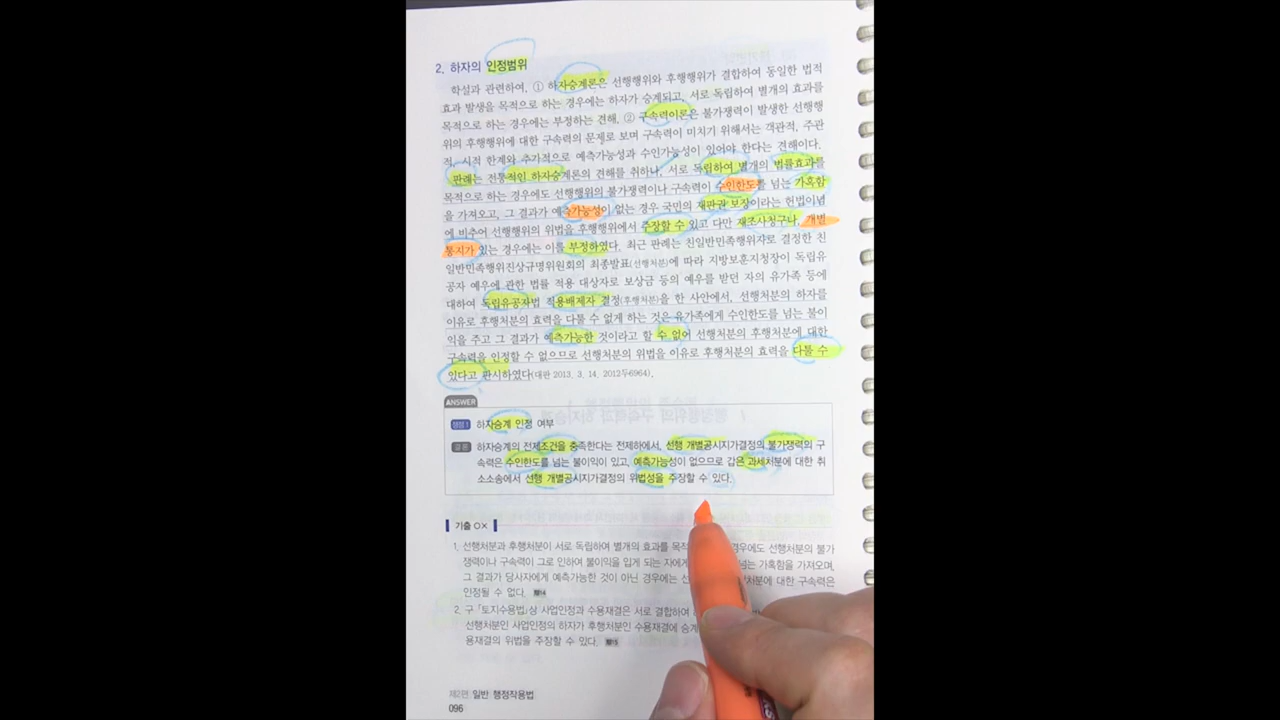 2. 하자의 인정범위
학설과 관련하여, ① 하자승계론은 선행행위와 후행행위가 결합하여 동일한 법적
효과 발생을 목적으로 하는 경우에는 하자가 승계되고, 서로 독립하여 별개의 효과를
목적으로 하는 경우에는 부정하는 견해, ② 구속력이론은 불가쟁력이 발생한 선행행
위의 후행행위에 대한 구속력의 문제로 보며 구속력이 미치기 위해서는 객관적, 주관
적, 시적 한계와 추가적으로 예측가능성과 수인가능성이 있어야 한다는 견해이다.
판례는 전통적인 하자승계론의 견해를 취하나, 서로 독립하여 별개의 법률효과를
목적으로 하는 경우에도 선행행위의 불가쟁력이나 구속력이 수인한도를 넘는 가혹함
을 가져오고, 그 결과가 예측가능성이 없는 경우 국민의 재판권 보장이라는 헌법이념
에 비추어 선행행위의 위법을 후행행위에서 주장할 수 있고 다만 재조사청구나, 개별
통지가 있는 경우에는 이를 부정하였다. 최근 판례는 친일반민족행위자로 결정한 친
일반민족행위진상규명위원회의 최종발표(선행처분)에 따라 지방보훈지청장이 독립유
공자 예우에 관한 법률 적용 대상자로 보상금 등의 예우를 받던 자의 유가족 등에
대하여 독립유공자법 적용배제자 결정(후행처분)을 한 사안에서, 선행처분의 하자를
이유로 후행처분의 효력을 다툴 수 없게 하는 것은 유가족에게 수인한도를 넘는 불이
익을 주고 그 결과가 예측가능한 것이라고 할 수 없어 선행처분의 후행처분에 대한
구속력을 인정할 수 없으므로 선행처분의 위법을 이유로 후행처분의 효력을 다툴 수
있다고 판시하였다(대판 2013. 3. 14. 2012두6964).
ANSWER
쟁점 1 하자승계 인정 여부
결론 하자승계의 전제조건을 충족한다는 전제하에서, 선행 개별공시지가결정의 불가쟁력의 구
속력은 수인한도를 넘는 불이익이 있고, 예측가능성이 없으므로 갑은 과세처분에 대한 취
소소송에서 선행 개별공시지가결정의 위법성을 주장할 수 있다.
기출 OX
1. 선행처분과 후행처분이 서로 독립하여 별개의 효과를 목적 경우에도 선행처분의 불가
쟁력이나 구속력이 그로 인하여 불이익을 입게 되는 자에게 넘는 가혹함을 가져오며,
그 결과가 당사자에게 예측가능한 것이 아닌 경우에는 선 처분에 대한 구속력은
인정될 수 없다.
2. 구 「토지수용법」상 사업인정과 수용재결은 서로 결합하여
선행처분인 사업인정의 하자가 후행처분인 수용재결에 승계
용재결의 위법을 주장할 수 있다.
제2편 일반 행정작용법
096